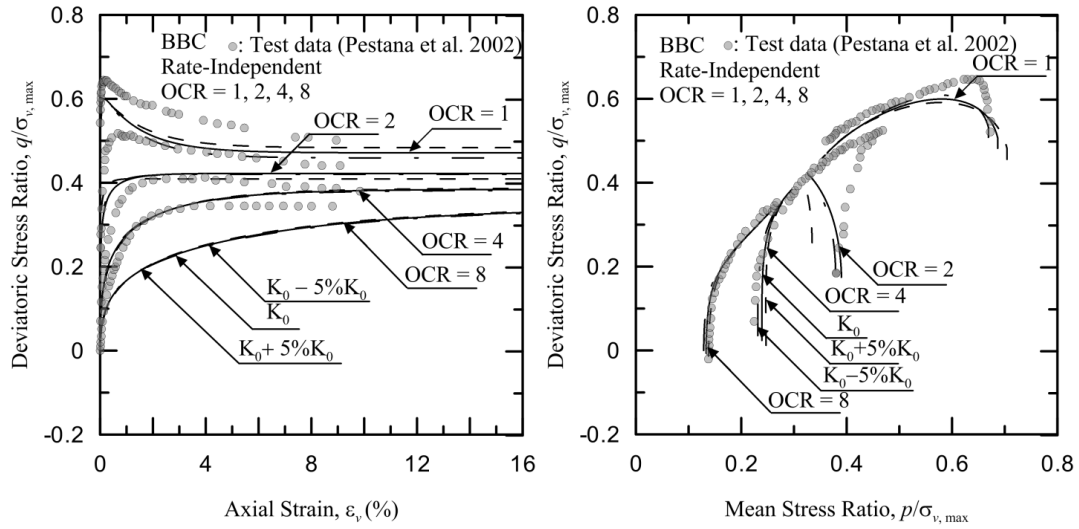 BBC : Test data (Pestana et al. 2002)
Rate-Independent
OCR = 1, 2, 4, 8
OCR = 2
OCR = 1
OCR = 4
OCR = 8
K₀ − 5%K₀
K₀
K₀+ 5%K₀
0.8
0.6
0.4
0.2
0
-0.2
0
4
8
12
16
Deviatoric Stress Ratio, q/σᵥ, max
Axial Strain, εᵥ (%)
BBC : Test data (Pestana et al. 2002)
Rate-Independent
OCR = 1, 2, 4, 8
OCR = 1
OCR = 2
OCR = 4
K₀
K₀+5%K₀
K₀−5%K₀
OCR = 8
0.8
0.6
0.4
0.2
0
-0.2
0
0.2
0.4
0.6
0.8
Deviatoric Stress Ratio, q/σᵥ, max
Mean Stress Ratio, p/σᵥ, max